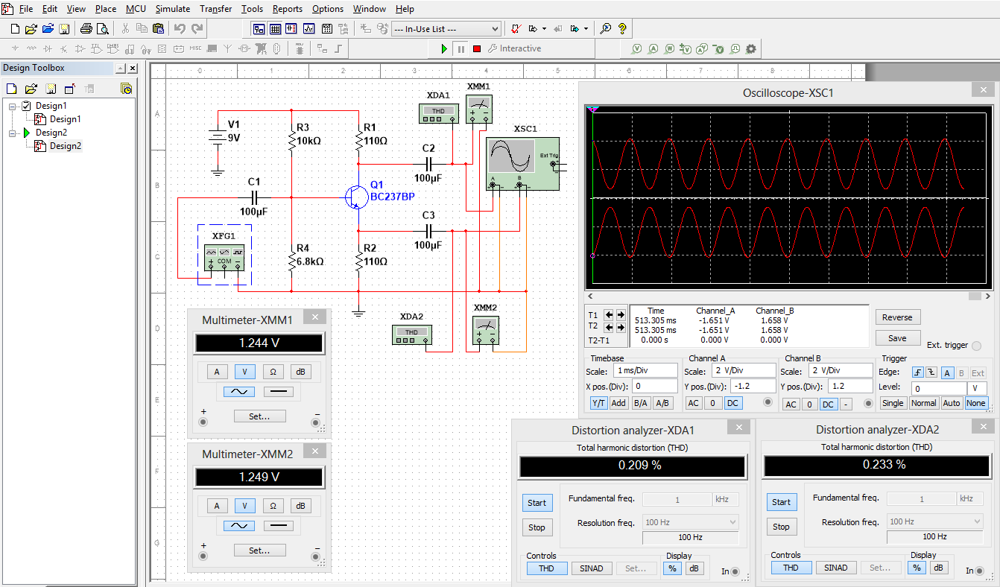 File Edit View Place MCU Simulate Transfer Tools Reports Options Window Help
--- In-Use List ---
Interactive
Design Toolbox
Design1
Design1
Design2
Design2
0 1 2 3 4 5 6 7 8
A
B
C
D
E
F
G
V1
9V
R3
10kΩ
R1
110Ω
C2
100µF
XDA1
THD
XMM1
XSC1
Ext Trig
A B
C1
100µF
Q1
BC237BP
C3
100µF
XFG1
COM
R4
6.8kΩ
R2
110Ω
XDA2
THD
XMM2
Multimeter-XMM1
1.244 V
A V Ω dB
Set...
+ −
Multimeter-XMM2
1.249 V
A V Ω dB
Set...
+ −
Oscilloscope-XSC1
Time Channel_A Channel_B
T1 513.305 ms -1.651 V 1.658 V
T2 513.305 ms -1.651 V 1.658 V
T2-T1 0.000 s 0.000 V 0.000 V
Reverse
Save
Ext. trigger
Timebase
Scale: 1 ms/Div
X pos.(Div): 0
Y/T Add B/A A/B
Channel A
Scale: 2 V/Div
Y pos.(Div): -1.2
AC 0 DC
Channel B
Scale: 2 V/Div
Y pos.(Div): 1.2
AC 0 DC -
Trigger
Edge: A B Ext
Level: 0 V
Single Normal Auto None
Distortion analyzer-XDA1
Total harmonic distortion (THD)
0.209 %
Start
Stop
Fundamental freq. 1 kHz
Resolution freq. 100 Hz
100 Hz
Controls
THD SINAD Set...
Display
% dB
In
Distortion analyzer-XDA2
Total harmonic distortion (THD)
0.233 %
Start
Stop
Fundamental freq. 1 kHz
Resolution freq. 100 Hz
100 Hz
Controls
THD SINAD Set...
Display
% dB
In